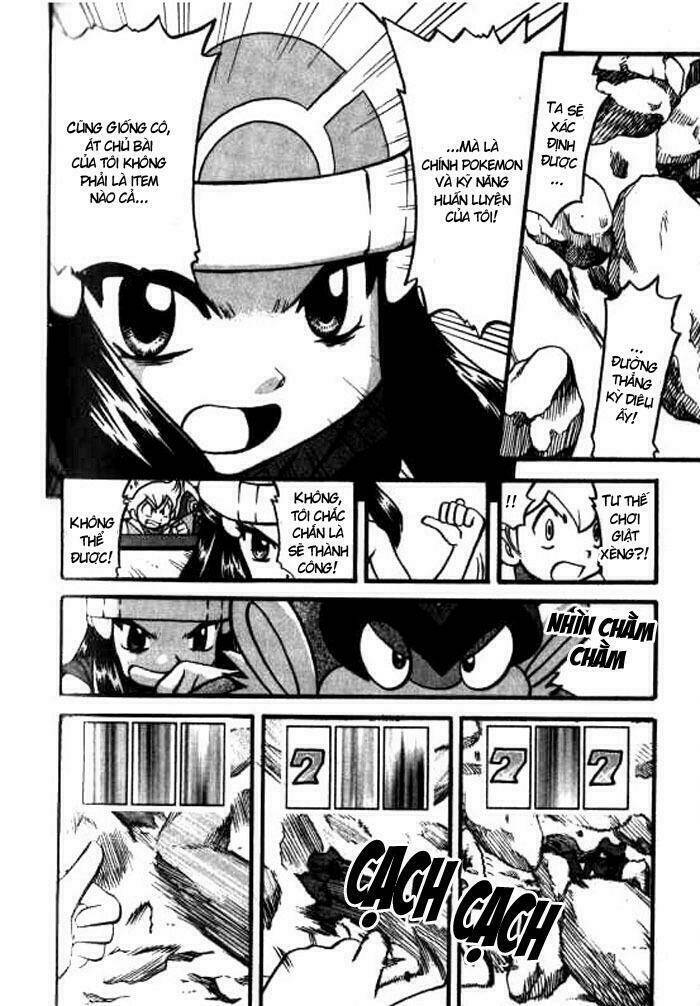 TA SẼ
XÁC
ĐỊNH
ĐƯỢC
...
...
ĐƯỜNG
THẲNG
KỲ DIỆU
ẤY!
...MÀ LÀ
CHÍNH POKEMON
VÀ KỸ NĂNG
HUẤN LUYỆN
CỦA TÔI!
CŨNG GIỐNG CÔ,
ÁT CHỦ BÀI
CỦA TÔI KHÔNG
PHẢI LÀ ITEM
NÀO CẢ...
TƯ THẾ
CHƠI
GIẬT
XÈNG?!
!!
KHÔNG,
TÔI CHẮC
CHẮN LÀ
SẼ THÀNH
CÔNG!
KHÔNG
THỂ
ĐƯỢC!
NHÌN CHẰM
CHẰM
7
7 7
CẠCH
CẠCH